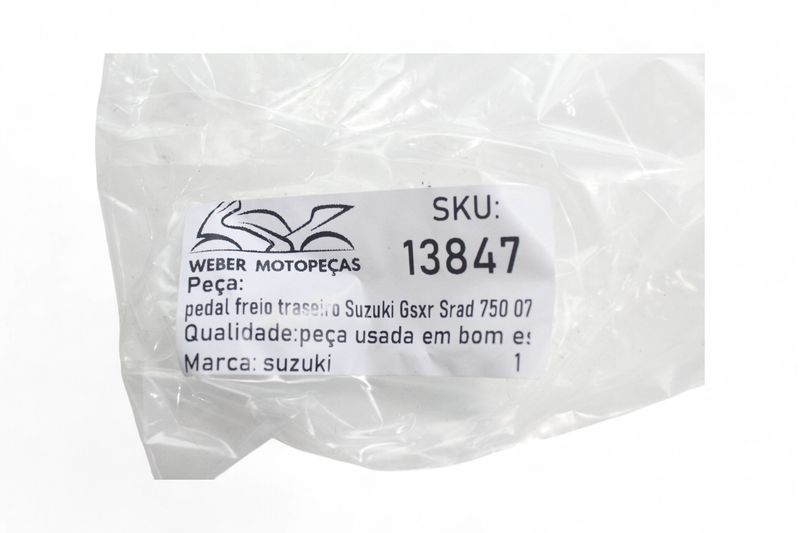 SKU:
13847
WEBER MOTOPEÇAS
Peça:
pedal freio traseiro Suzuki Gsxr Srad 750 07
Qualidade:peça usada em bom es
Marca: suzuki 1